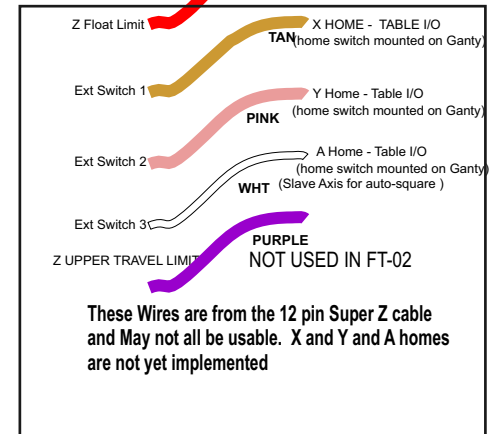 Z Float Limit
X HOME - TABLE I/O
TAN
(home switch mounted on Ganty)
Ext Switch 1
Y Home - Table I/O
(home switch mounted on Ganty)
PINK
Ext Switch 2
A Home - Table I/O
(home switch mounted on Ganty)
WHT (Slave Axis for auto-square )
Ext Switch 3
PURPLE
Z UPPER TRAVEL LIMIT
NOT USED IN FT-02
These Wires are from the 12 pin Super Z cable
and May not all be usable. X and Y and A homes
are not yet implemented